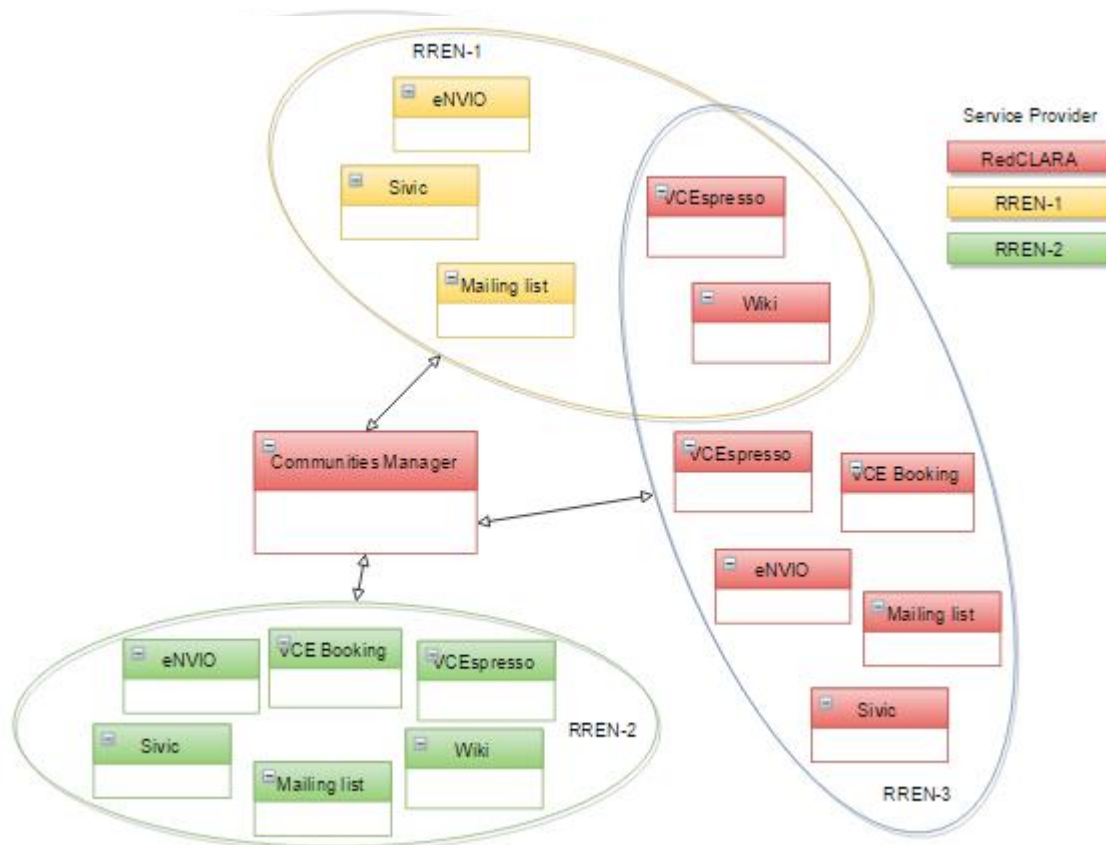 RREN-1
eNVIO
Sivic
Mailing list
VCEspresso
Wiki
Service Provider
RedCLARA
RREN-1
RREN-2
Communities Manager
VCEspresso
VCE Booking
eNVIO
Mailing list
Sivic
RREN-3
eNVIO
VCE Booking
VCEspresso
Sivic
Mailing list
Wiki
RREN-2